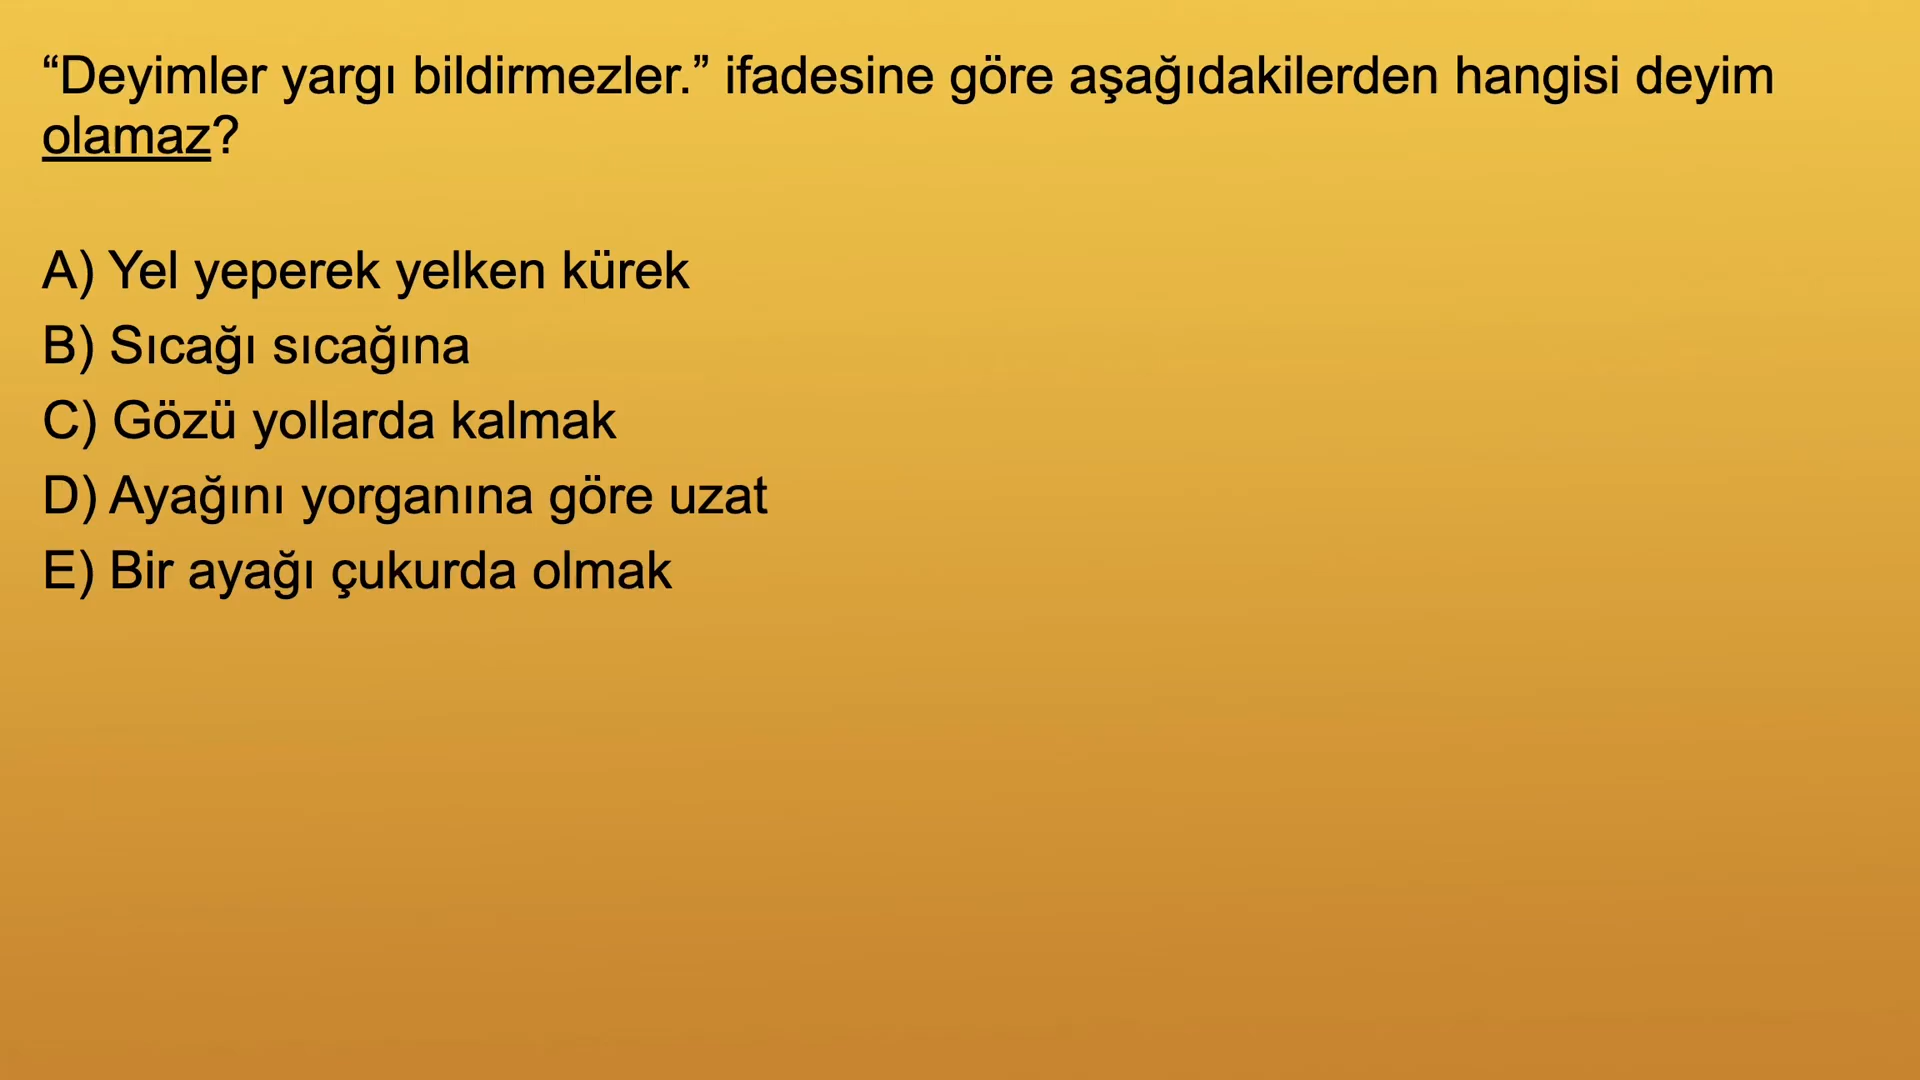 “Deyimler yargı bildirmezler.” ifadesine göre aşağıdakilerden hangisi deyim
olamaz?
A) Yel yeperek yelken kürek
B) Sıcağı sıcağına
C) Gözü yollarda kalmak
D) Ayağını yorganına göre uzat
E) Bir ayağı çukurda olmak